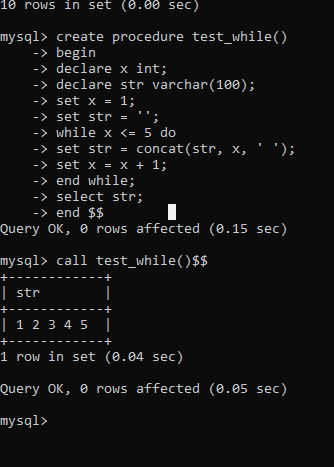 10 rows in set (0.00 sec)
mysql> create procedure test_while()
    -> begin
    -> declare x int;
    -> declare str varchar(100);
    -> set x = 1;
    -> set str = '';
    -> while x <= 5 do
    -> set str = concat(str, x, ' ');
    -> set x = x + 1;
    -> end while;
    -> select str;
    -> end $$
Query OK, 0 rows affected (0.15 sec)
mysql> call test_while()$$
+------------+
| str        |
+------------+
| 1 2 3 4 5  |
+------------+
1 row in set (0.04 sec)
Query OK, 0 rows affected (0.05 sec)
mysql>